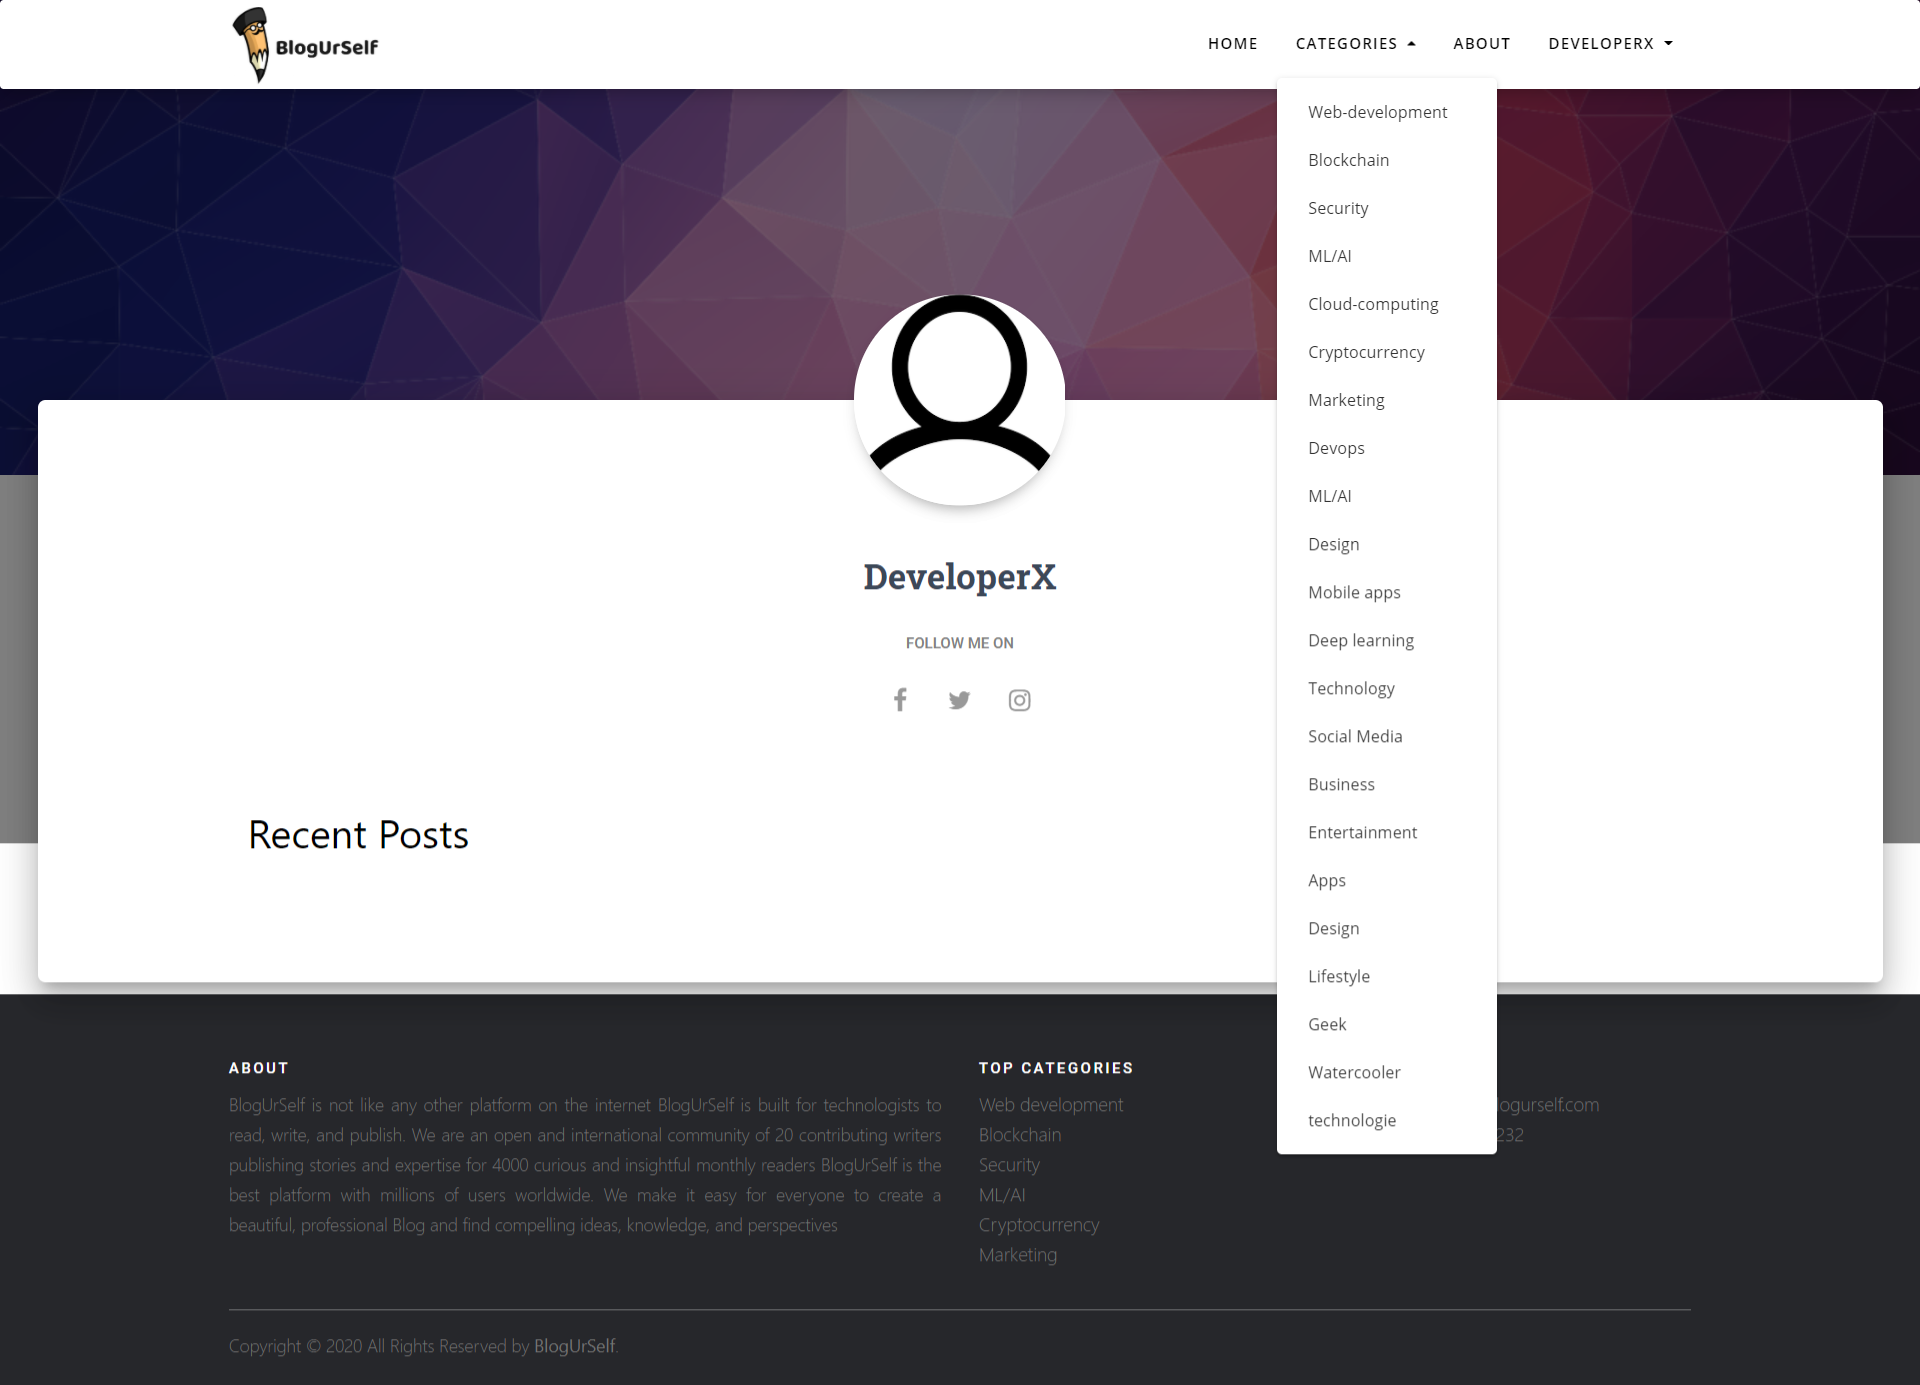 BlogUrSelf
HOME
CATEGORIES
ABOUT
DEVELOPERX
Web-development
Blockchain
Security
ML/AI
Cloud-computing
Cryptocurrency
Marketing
Devops
ML/AI
Design
Mobile apps
Deep learning
Technology
Social Media
Business
Entertainment
Apps
Design
Lifestyle
Geek
Watercooler
technologie
DeveloperX
FOLLOW ME ON
Recent Posts
ABOUT
BlogUrSelf is not like any other platform on the internet BlogUrSelf is built for technologists to
read, write, and publish. We are an open and international community of 20 contributing writers
publishing stories and expertise for 4000 curious and insightful monthly readers BlogUrSelf is the
best platform with millions of users worldwide. We make it easy for everyone to create a
beautiful, professional Blog and find compelling ideas, knowledge, and perspectives
TOP CATEGORIES
Web development
Blockchain
Security
ML/AI
Cryptocurrency
Marketing
logurself.com
232
Copyright © 2020 All Rights Reserved by BlogUrSelf.